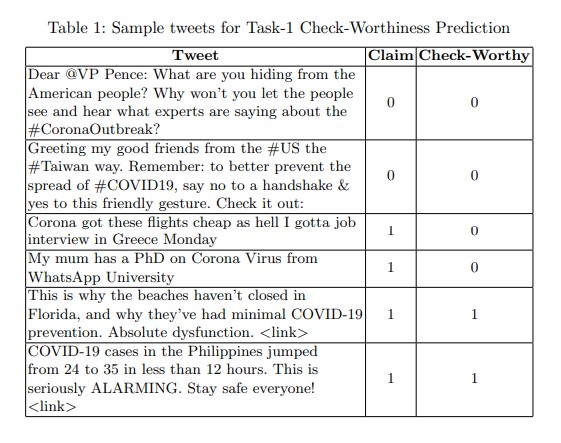 Table 1: Sample tweets for Task-1 Check-Worthiness Prediction
Tweet Claim Check-Worthy
Dear @VP Pence: What are you hiding from the
American people? Why won't you let the people
see and hear what experts are saying about the
#CoronaOutbreak?
0 0
Greeting my good friends from the #US the
#Taiwan way. Remember: to better prevent the
spread of #COVID19, say no to a handshake &
yes to this friendly gesture. Check it out:
0 0
Corona got these flights cheap as hell I gotta job
interview in Greece Monday
1 0
My mum has a PhD on Corona Virus from
WhatsApp University
1 0
This is why the beaches haven't closed in
Florida, and why they've had minimal COVID-19
prevention. Absolute dysfunction. <link>
1 1
COVID-19 cases in the Philippines jumped
from 24 to 35 in less than 12 hours. This is
seriously ALARMING. Stay safe everyone!
<link>
1 1